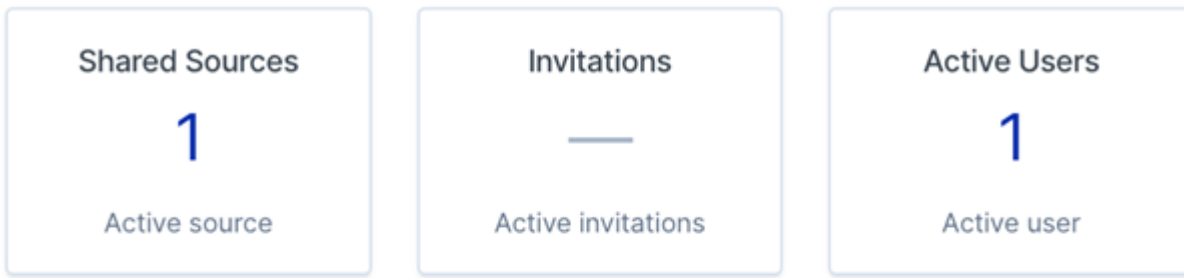 Shared Sources
1
Active source
Invitations
—
Active invitations
Active Users
1
Active user